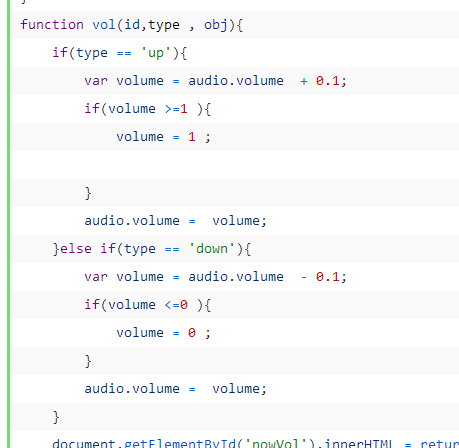 function vol(id,type , obj){
if(type == 'up'){
var volume = audio.volume  + 0.1;
if(volume >=1 ){
volume = 1 ;
}
audio.volume =  volume;
}else if(type == 'down'){
var volume = audio.volume  - 0.1;
if(volume <=0 ){
volume = 0 ;
}
audio.volume =  volume;
}
document.getElementById('nowVol').innerHTML = retur